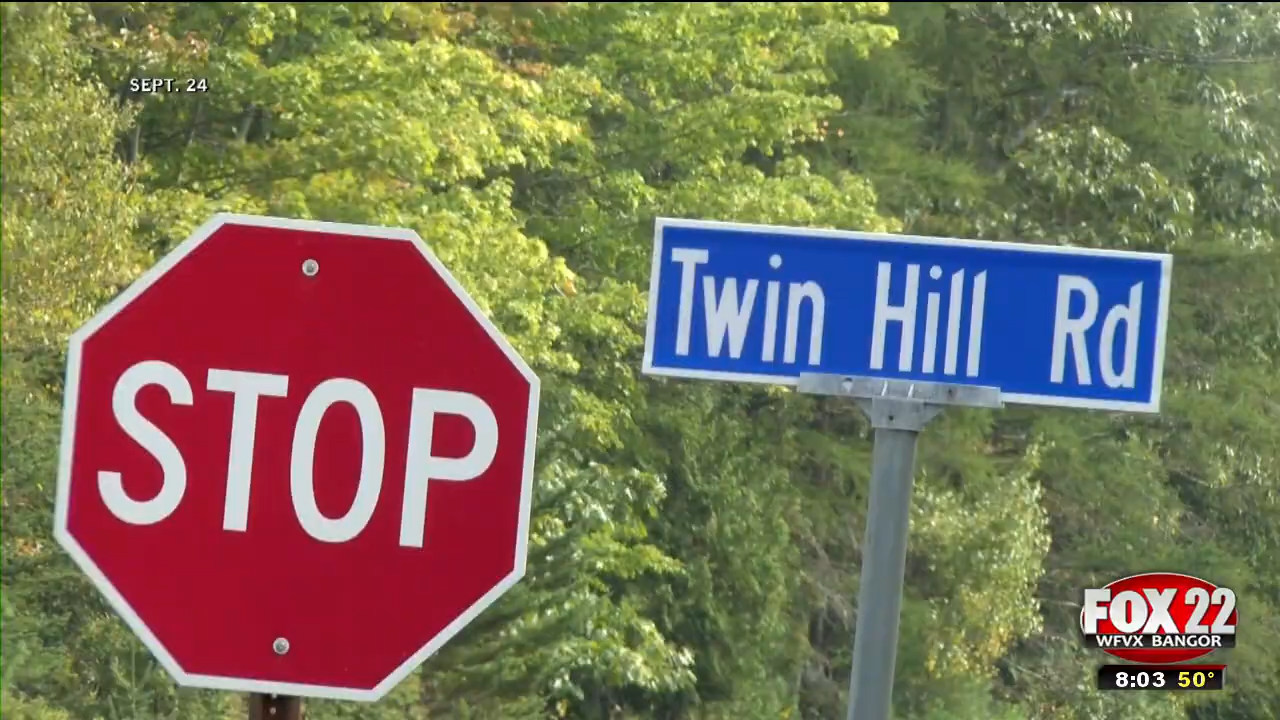 SEPT. 24
STOP
Twin Hill Rd
FOX 22
WFVX BANGOR
8:03 50°